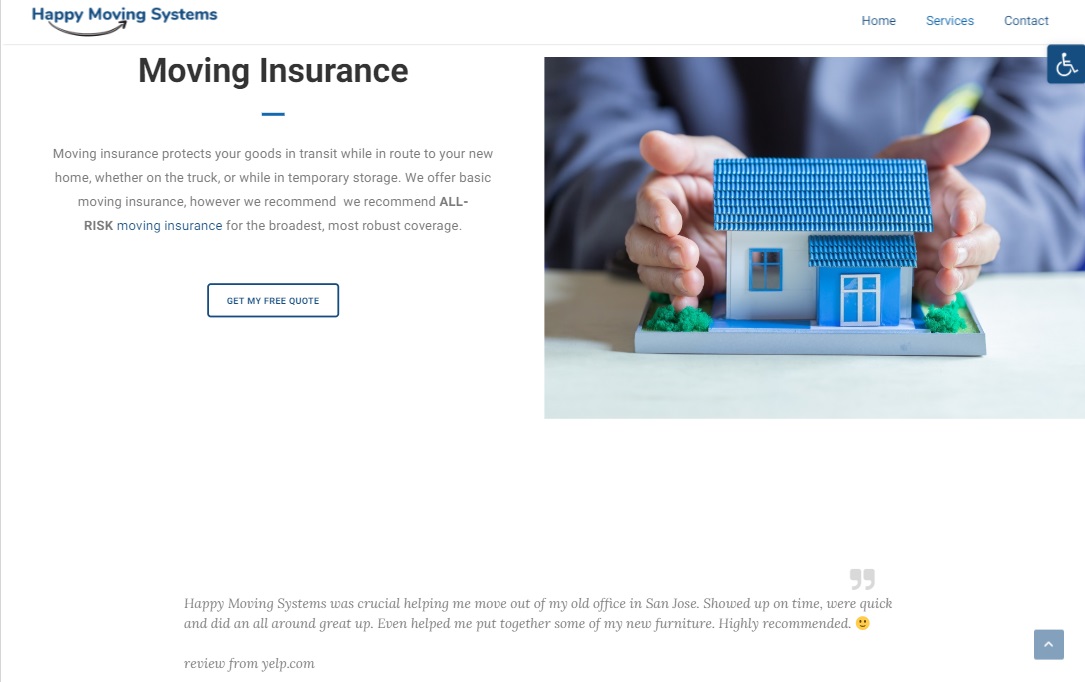 Happy Moving Systems
Home Services Contact
Moving Insurance
Moving insurance protects your goods in transit while in route to your new
home, whether on the truck, or while in temporary storage. We offer basic
moving insurance, however we recommend  we recommend ALL-
RISK moving insurance for the broadest, most robust coverage.
GET MY FREE QUOTE
Happy Moving Systems was crucial helping me move out of my old office in San Jose. Showed up on time, were quick
and did an all around great up. Even helped me put together some of my new furniture. Highly recommended. 🙂
review from yelp.com